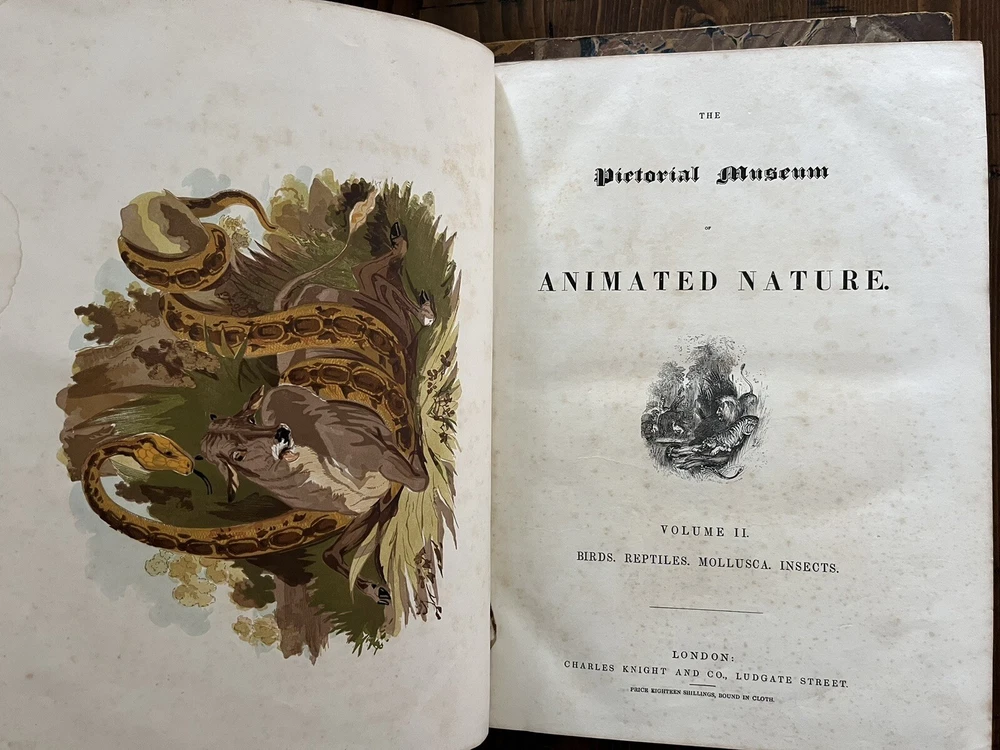 THE
Pictorial Museum
OF
ANIMATED NATURE.
VOLUME II.
BIRDS. REPTILES. MOLLUSCA. INSECTS.
LONDON:
CHARLES KNIGHT AND CO., LUDGATE STREET.
PRICE EIGHTEEN SHILLINGS, BOUND IN CLOTH.